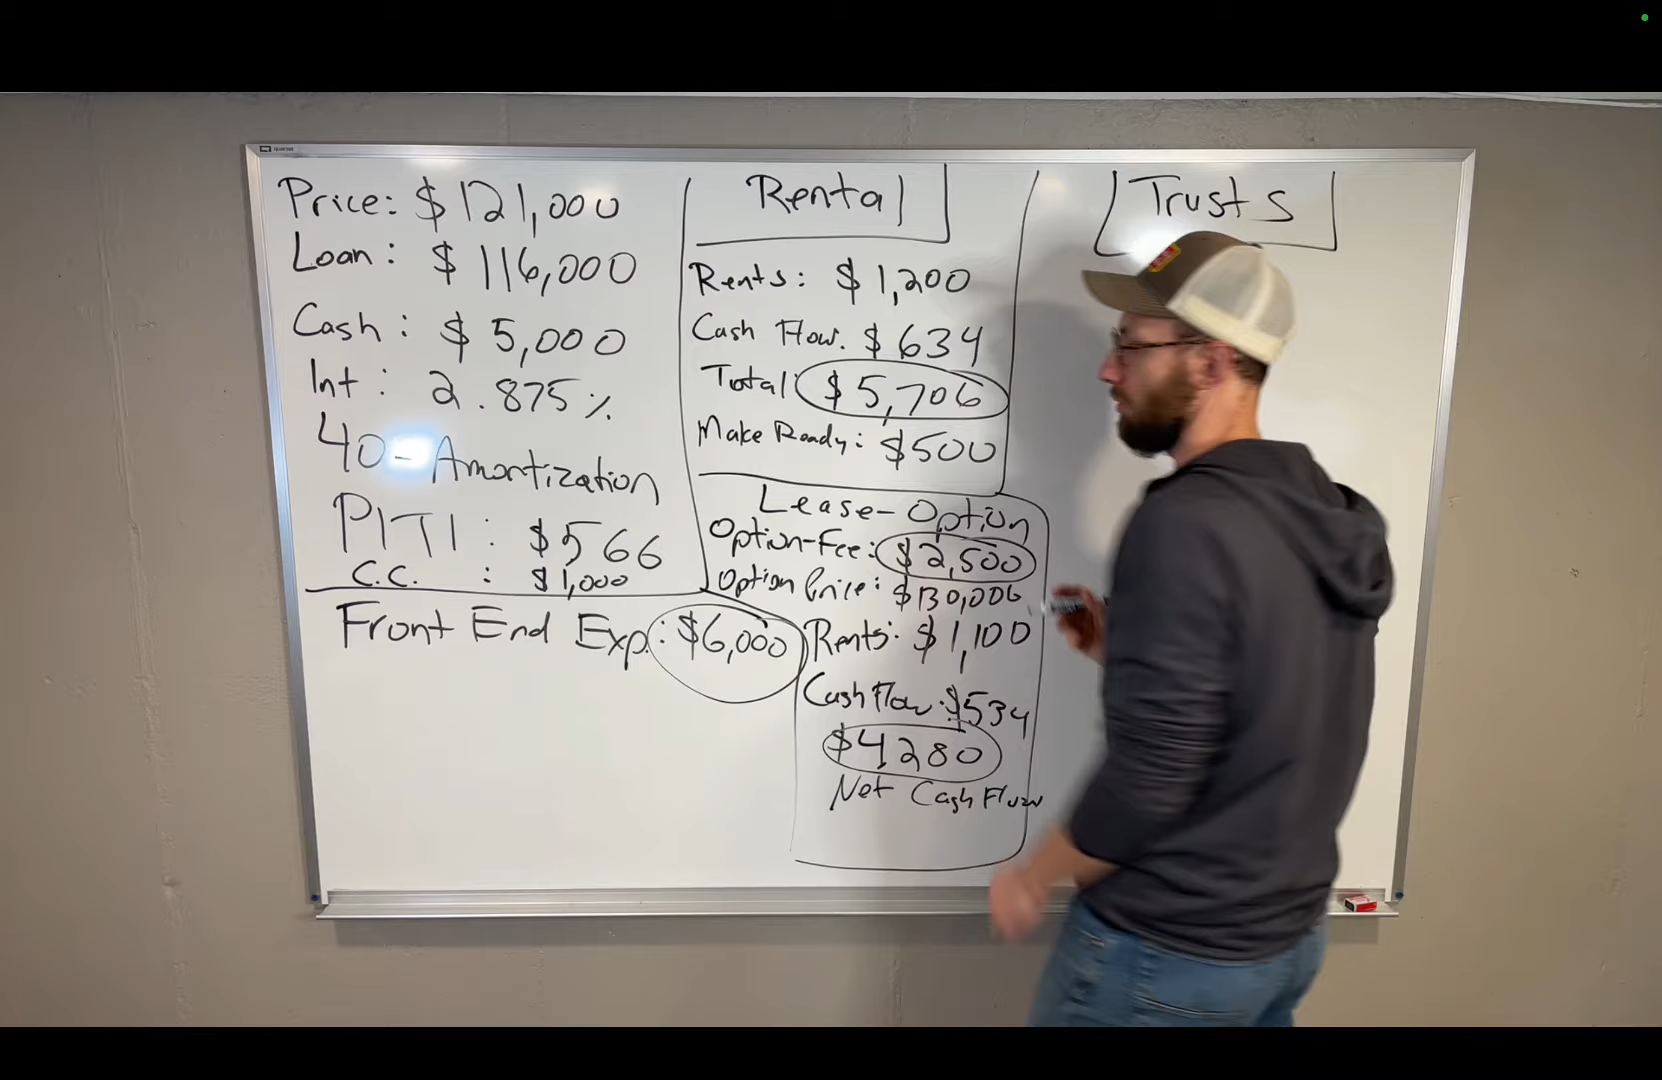 Price: $121,000
Loan: $116,000
Cash: $5,000
Int: 2.875%
40-Amortization
PITI: $566
C.C. : $1,000
Front End Exp.: $6,000
Rental
Rents: $1,200
Cash Flow. $634
Total: $5,706
Make Ready: $500
Lease-Option
Option-Fee: $2,500
Option Price: $130,000
Rents: $1,100
Cash Flow: $534
$4280
Net Cash Flow
Trusts